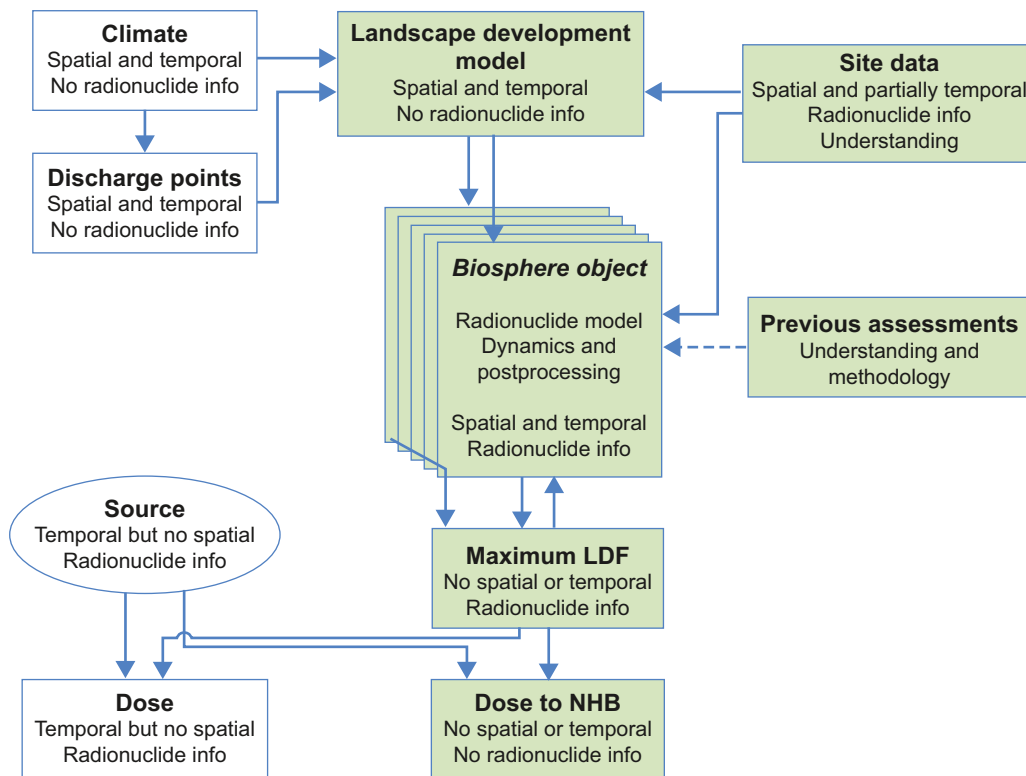 Climate
Spatial and temporal
No radionuclide info
Landscape development
model
Spatial and temporal
No radionuclide info
Site data
Spatial and partially temporal
Radionuclide info
Understanding
Discharge points
Spatial and temporal
No radionuclide info
Biosphere object
Radionuclide model
Dynamics and
postprocessing
Spatial and temporal
Radionuclide info
Previous assessments
Understanding and
methodology
Source
Temporal but no spatial
Radionuclide info
Maximum LDF
No spatial or temporal
Radionuclide info
Dose
Temporal but no spatial
Radionuclide info
Dose to NHB
No spatial or temporal
No radionuclide info